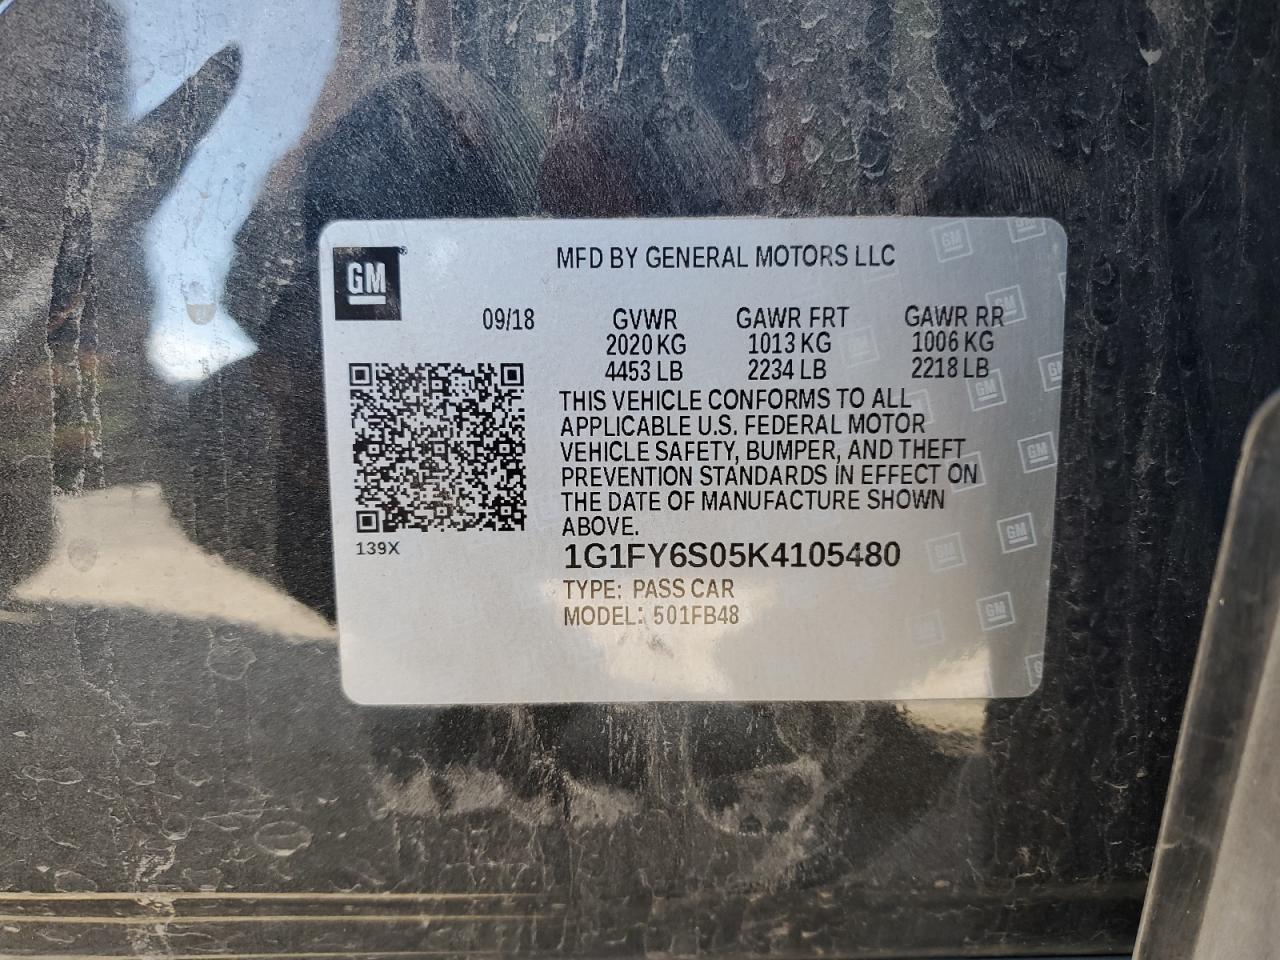 GM®
MFD BY GENERAL MOTORS LLC
09/18 GVWR GAWR FRT GAWR RR
2020 KG 1013 KG 1006 KG
4453 LB 2234 LB 2218 LB
THIS VEHICLE CONFORMS TO ALL
APPLICABLE U.S. FEDERAL MOTOR
VEHICLE SAFETY, BUMPER, AND THEFT
PREVENTION STANDARDS IN EFFECT ON
THE DATE OF MANUFACTURE SHOWN
ABOVE.
139X
1G1FY6S05K4105480
TYPE: PASS CAR
MODEL: 501FB48